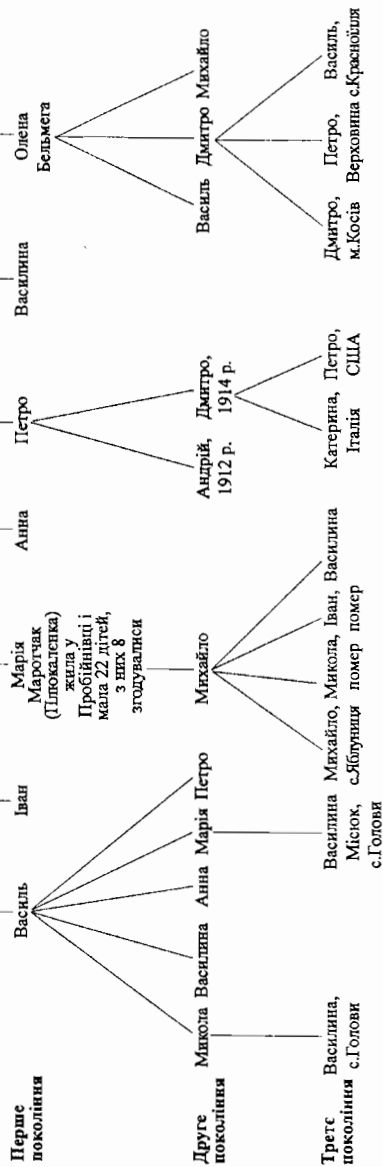 Перше
покоління
Василь
Іван
Марія
Маротчак
(Плюкаленка)
жила у
Пробійнівці і
мала 22 дітей,
з них 8
згодувалися
Анна
Петро
Василина
Олена
Бельмега
Друге
покоління
Микола Василина Анна Марія Петро
Михайло
Андрій,
1912 р.
Дмитро,
1914 р.
Василь Дмитро Михайло
Третє
покоління
Василина,
с.Голови
Василина
Місюк,
с.Голови
Михайло, Микола, Іван, Василина
с.Яблуниця помер помер
Катерина, Петро,
Італія США
Дмитро, Петро, Василь,
м.Косів Верховина с.Красноїлля